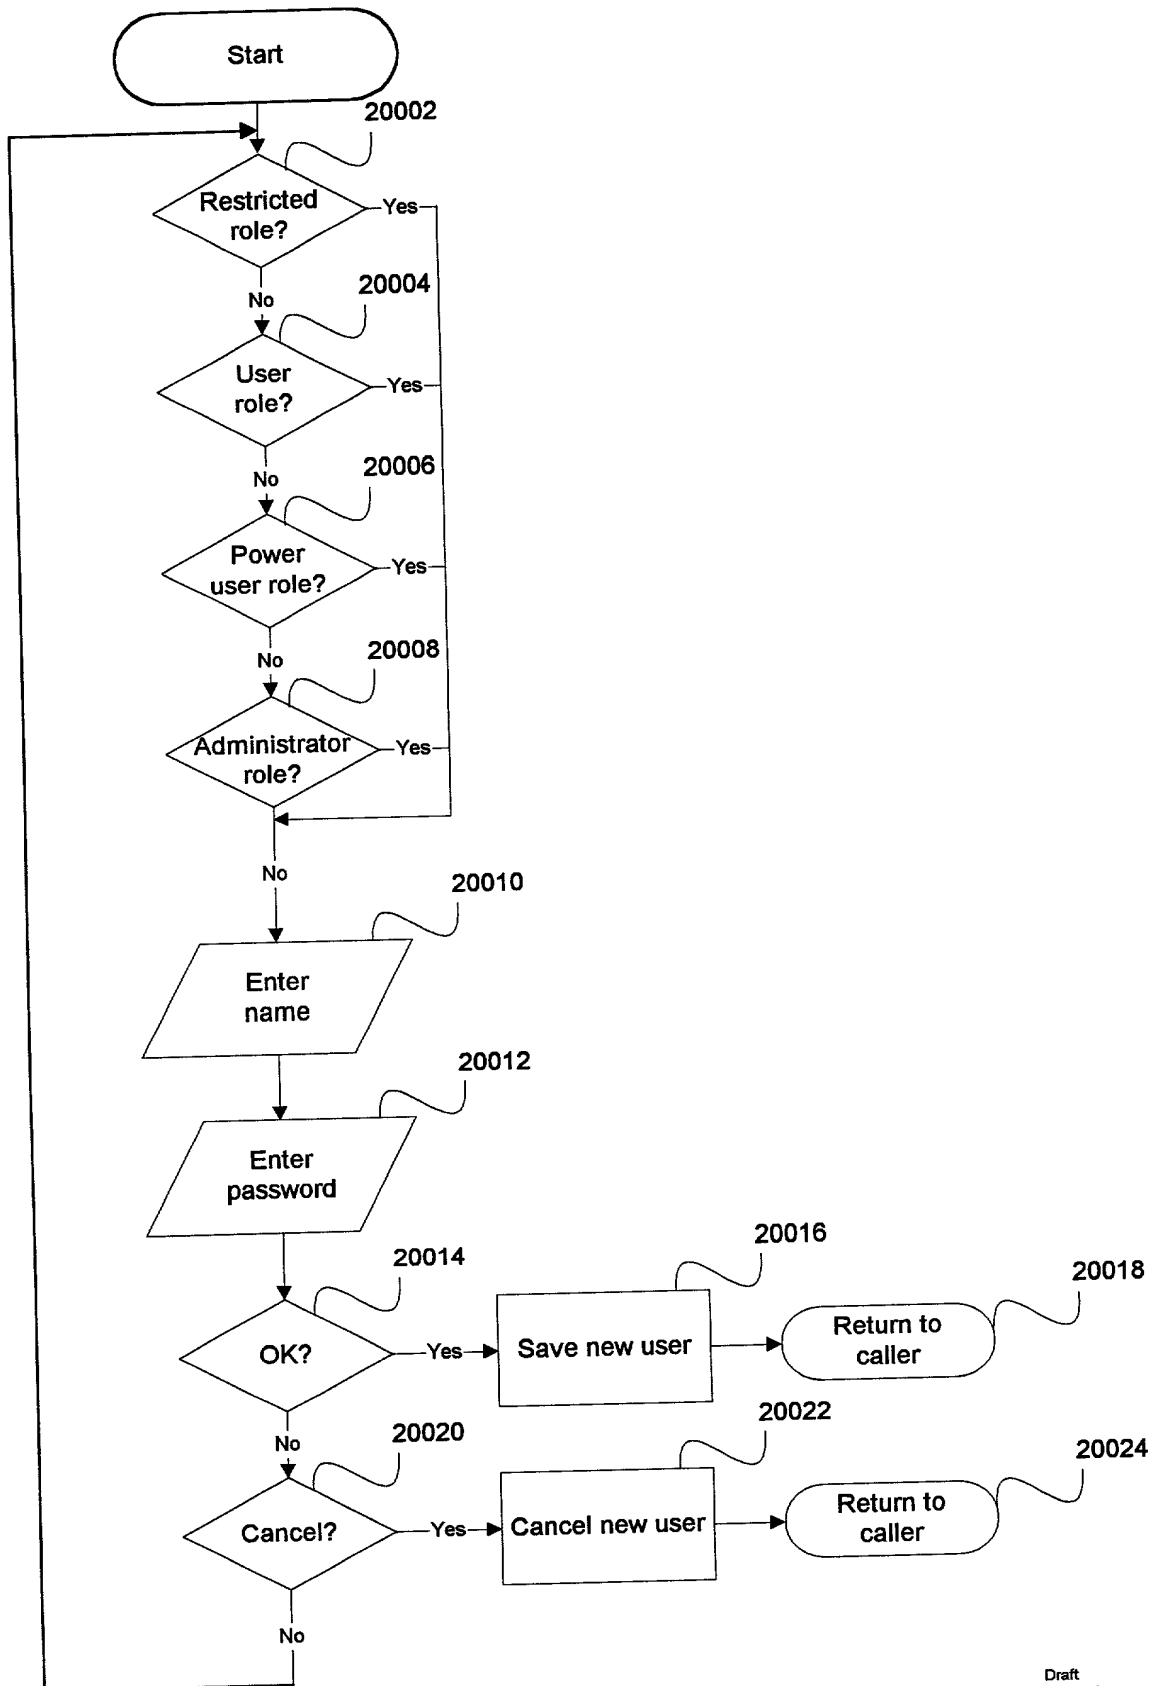 Start
20002
Restricted
role?
Yes
No
20004
User
role?
Yes
No
20006
Power
user role?
Yes
No
20008
Administrator
role?
Yes
No
20010
Enter
name
20012
Enter
password
20014
OK?
Yes
20016
Save new user
20018
Return to
caller
No
20020
Cancel?
Yes
20022
Cancel new user
20024
Return to
caller
No
Draft